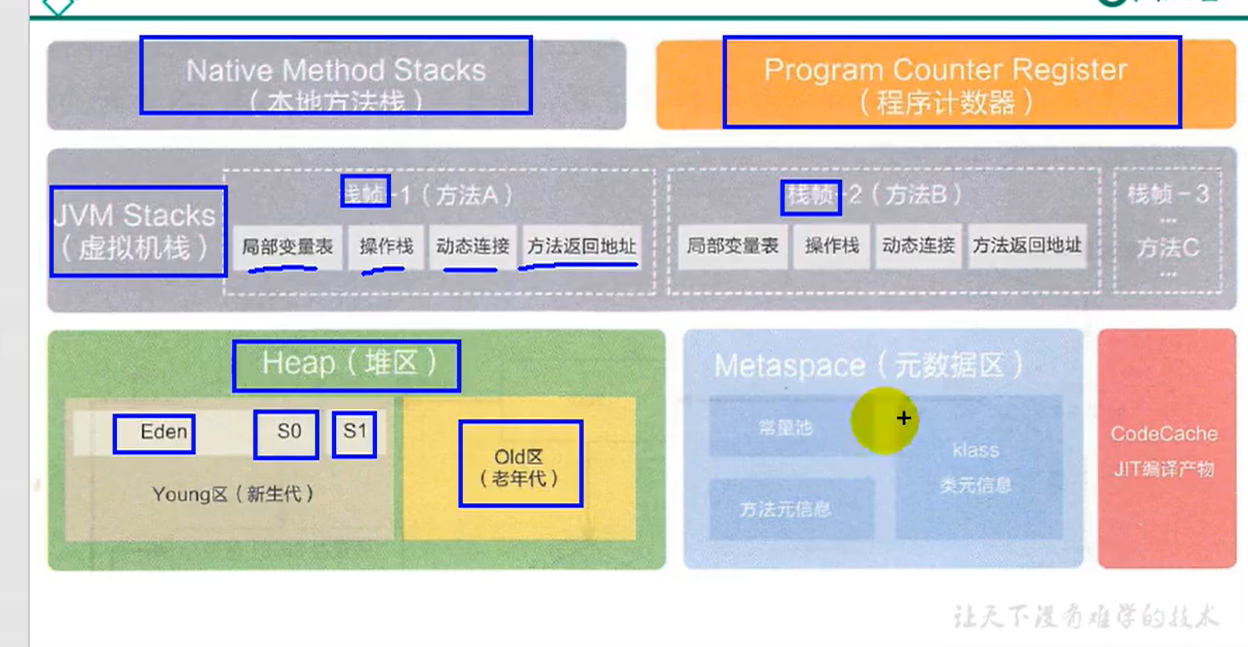 Native Method Stacks
（本地方法栈）
Program Counter Register
（程序计数器）
JVM Stacks
（虚拟机栈）
栈帧-1（方法A）
局部变量表
操作栈
动态连接
方法返回地址
栈帧-2（方法B）
局部变量表
操作栈
动态连接
方法返回地址
栈帧-3
...
方法C
...
Heap（堆区）
Eden
S0
S1
Young区（新生代）
Old区
（老年代）
Metaspace（元数据区）
常量池
方法元信息
klass
类元信息
CodeCache
JIT编译产物
让天下没有难学的技术